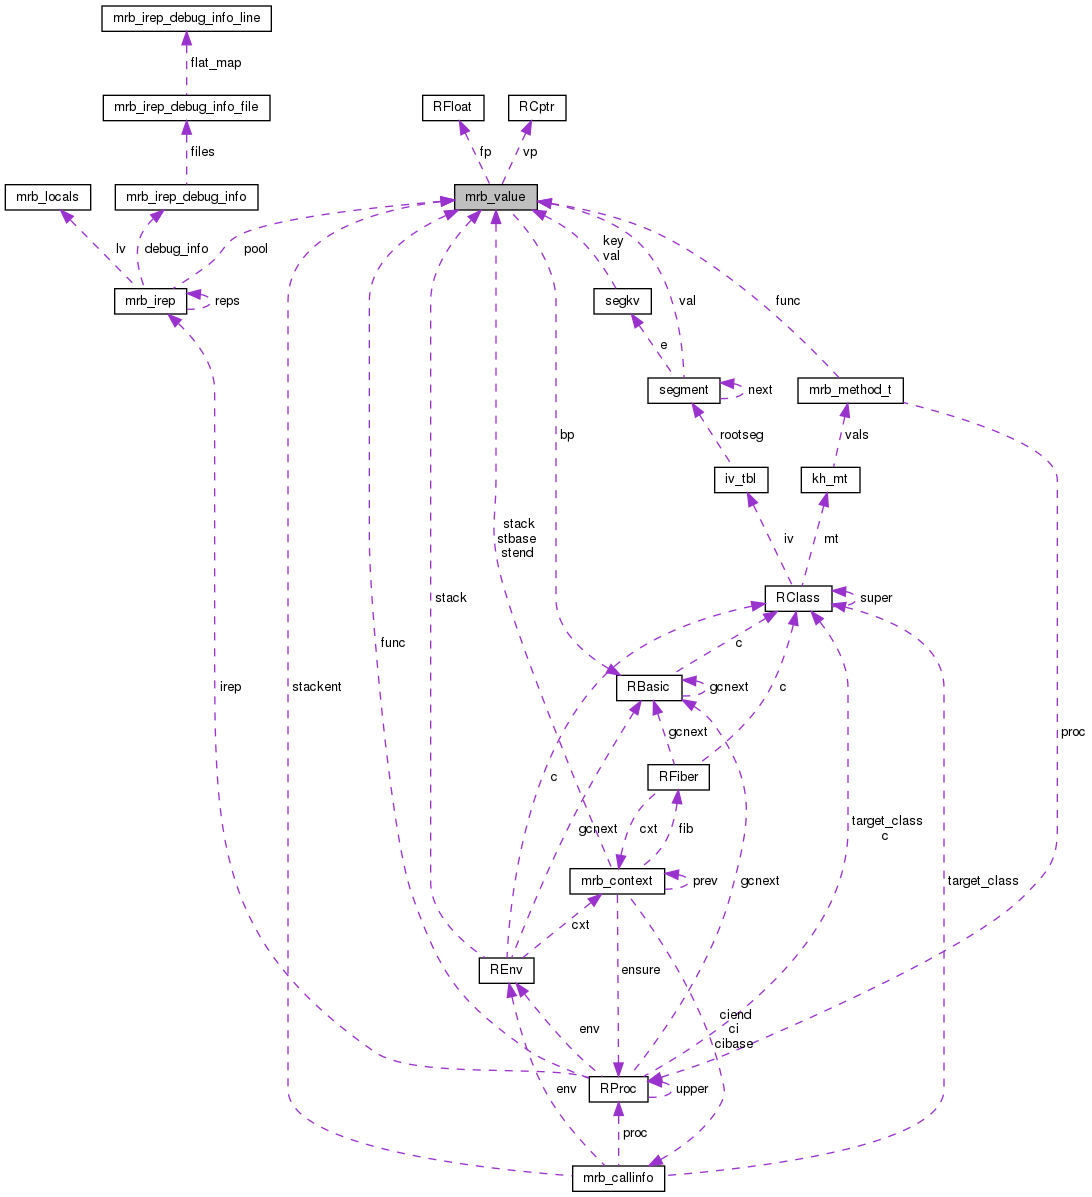 mrb_irep_debug_info_line
flat_map
mrb_irep_debug_info_file
RFloat
RCptr
files
fp
vp
mrb_locals
mrb_irep_debug_info
mrb_value
lv
debug_info
pool
key
val
mrb_irep
reps
segkv
val
func
e
segment
next
mrb_method_t
bp
rootseg
vals
iv_tbl
kh_mt
stack
stbase
stend
iv
mt
stack
RClass
super
func
c
irep
stackent
RBasic
gcnext
c
gcnext
proc
c
RFiber
gcnext
cxt
fib
target_class
c
mrb_context
prev
gcnext
target_class
cxt
REnv
ensure
env
ciend
ci
cibase
env
RProc
upper
proc
mrb_callinfo